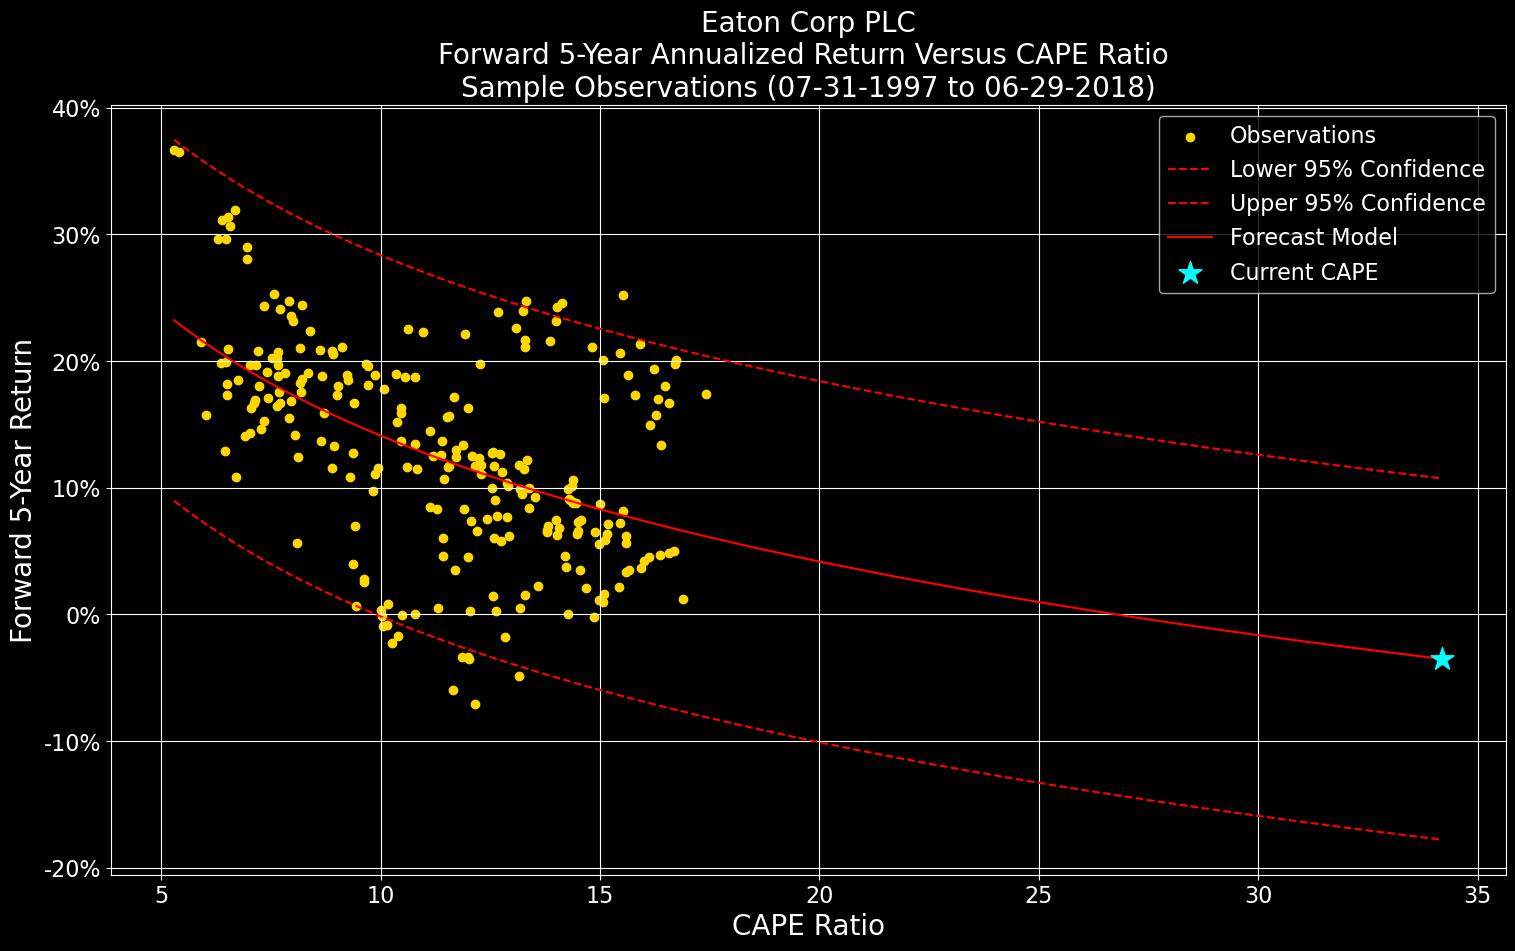 Eaton Corp PLC
Forward 5-Year Annualized Return Versus CAPE Ratio
Sample Observations (07-31-1997 to 06-29-2018)
Observations
Lower 95% Confidence
Upper 95% Confidence
Forecast Model
Current CAPE
Forward 5-Year Return
40%
30%
20%
10%
0%
-10%
-20%
5 10 15 20 25 30 35
CAPE Ratio